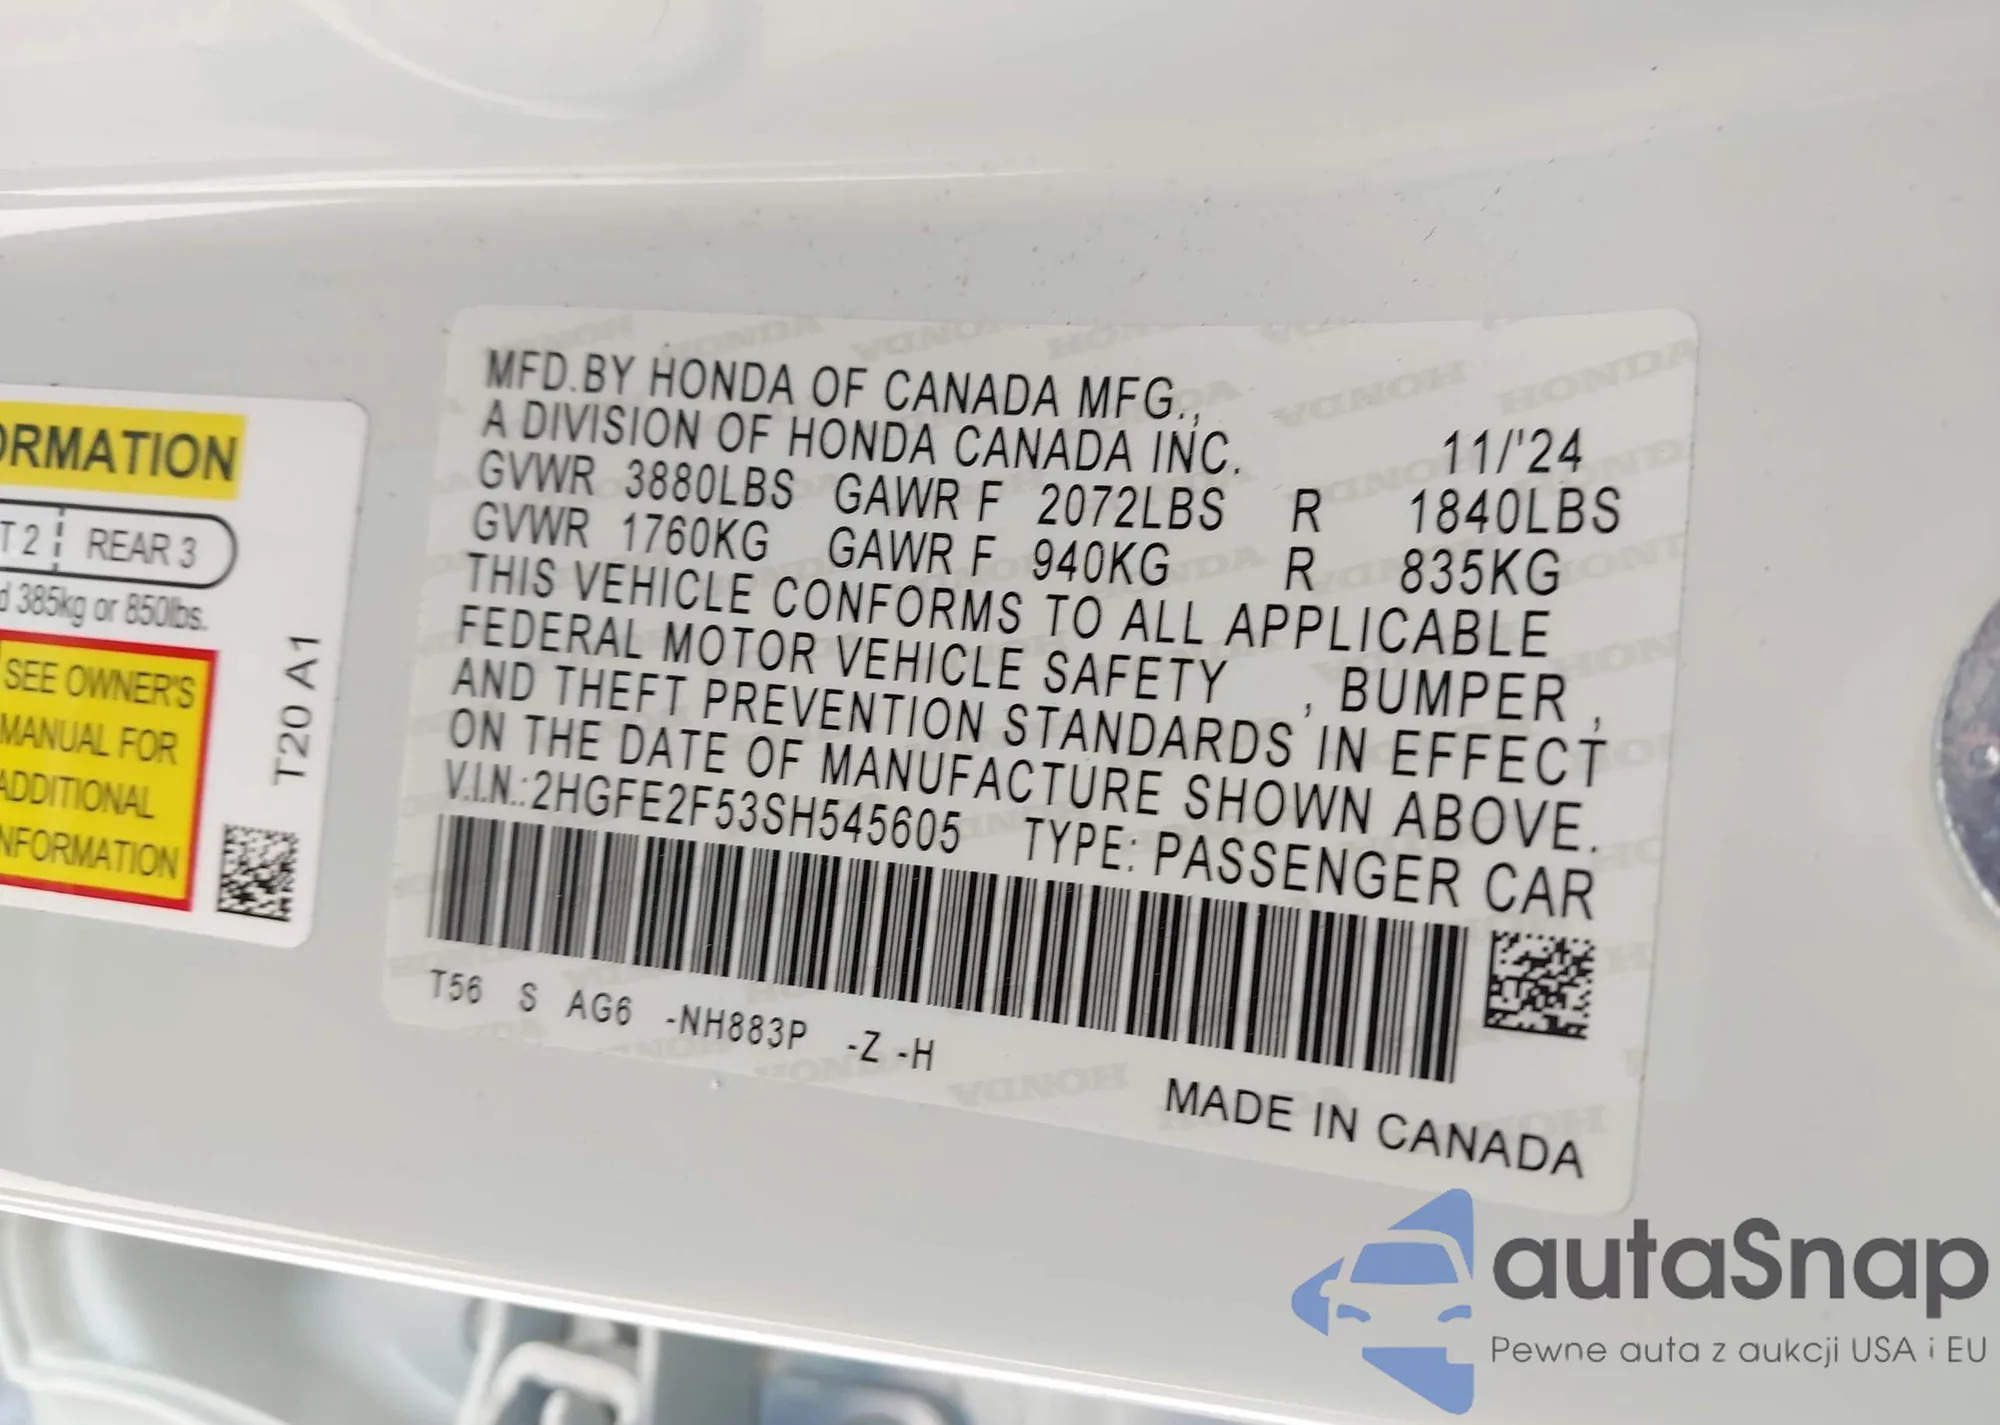 ORMATION
T 2 REAR 3
d 385kg or 850lbs.
SEE OWNER'S
MANUAL FOR
ADDITIONAL
NFORMATION
T20 A1
MFD.BY HONDA OF CANADA MFG.,
A DIVISION OF HONDA CANADA INC. 11/'24
GVWR 3880LBS GAWR F 2072LBS R 1840LBS
GVWR 1760KG GAWR F 940KG R 835KG
THIS VEHICLE CONFORMS TO ALL APPLICABLE
FEDERAL MOTOR VEHICLE SAFETY , BUMPER ,
AND THEFT PREVENTION STANDARDS IN EFFECT
ON THE DATE OF MANUFACTURE SHOWN ABOVE.
V.I.N.:2HGFE2F53SH545605 TYPE: PASSENGER CAR
T56 S AG6 -NH883P -Z -H
MADE IN CANADA
autaSnap
Pewne auta z aukcji USA i EU